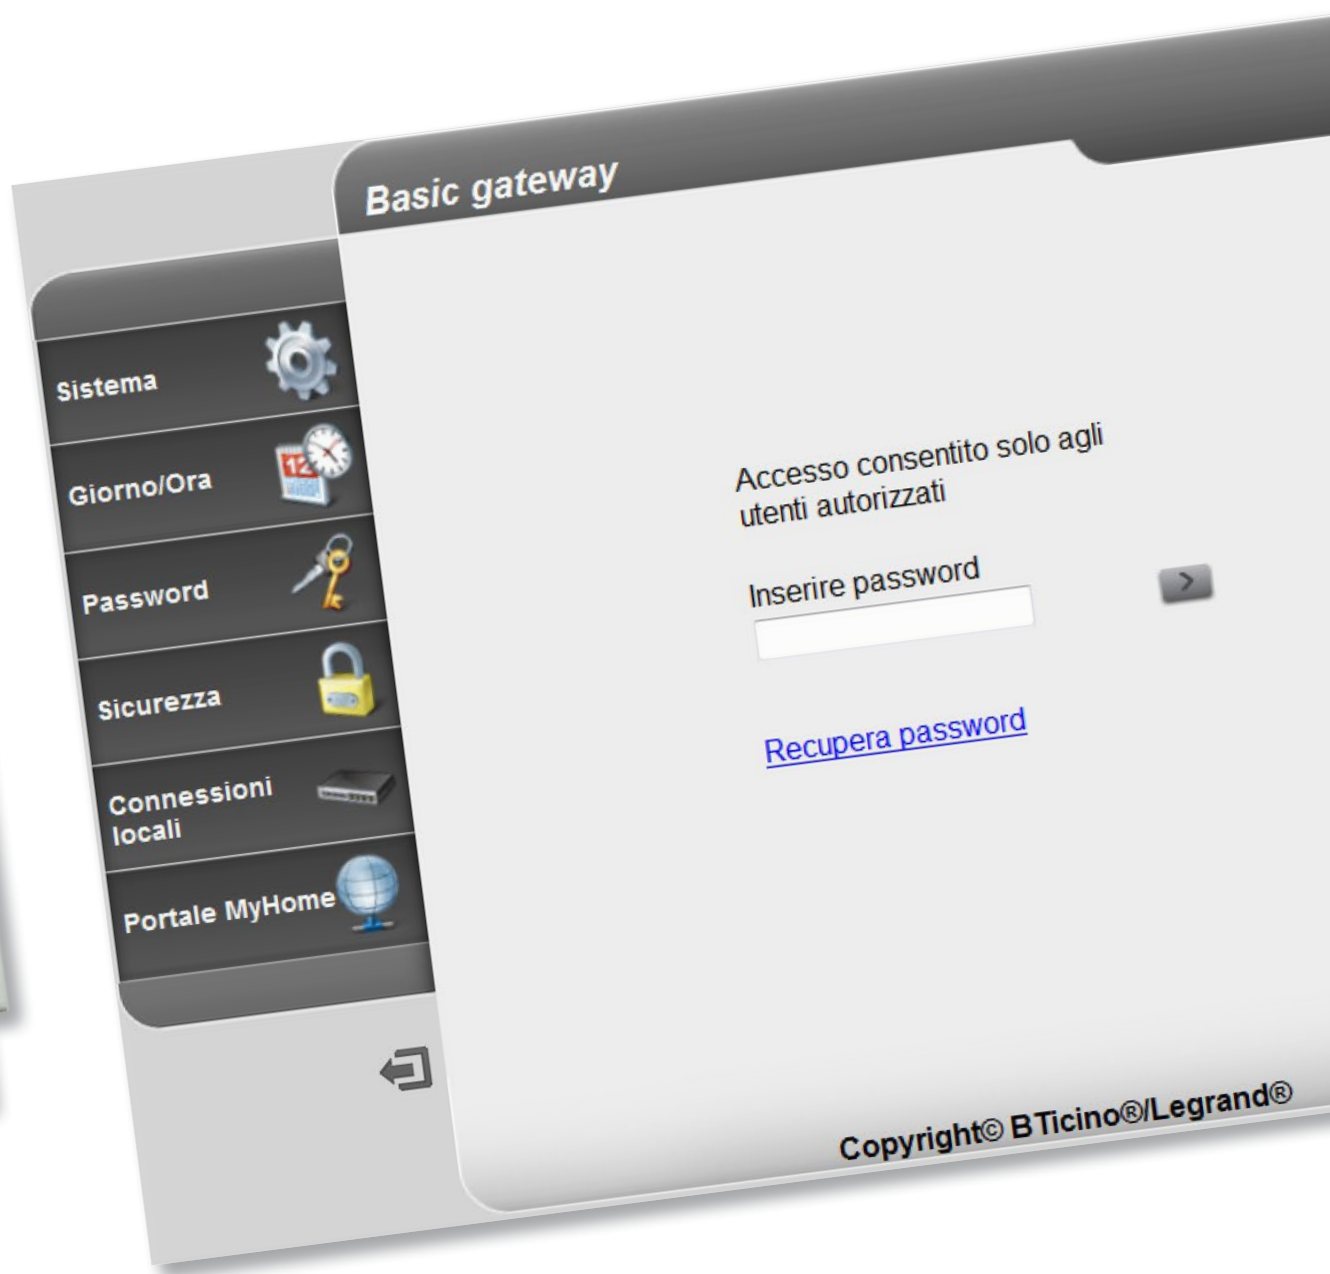 Basic gateway
Sistema
Giorno/Ora
12
Password
Sicurezza
Connessioni
locali
Portale MyHome
Accesso consentito solo agli
utenti autorizzati
Inserire password
>
Recupera password
Copyright© BTicino®/Legrand®